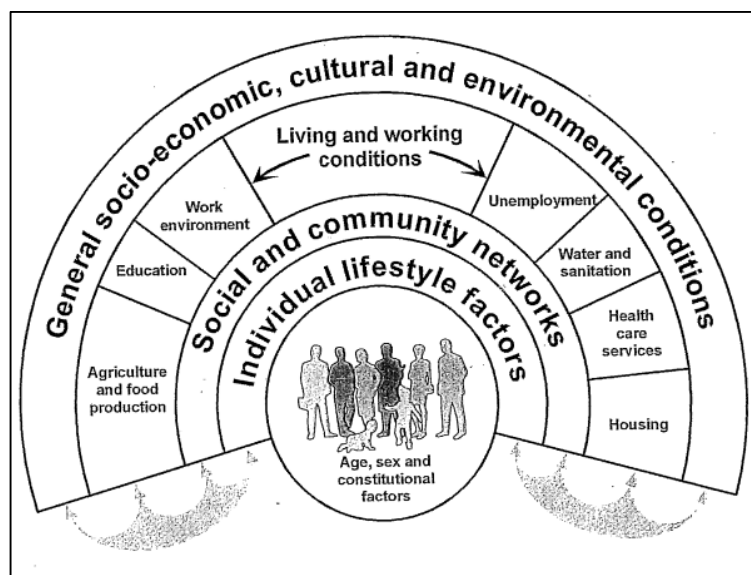 General socio-economic, cultural and environmental conditions
Living and working
conditions
Work
environment
Education
Agriculture
and food
production
Unemployment
Water and
sanitation
Health
care
services
Housing
Social and community networks
Individual lifestyle factors
Age, sex and
constitutional
factors